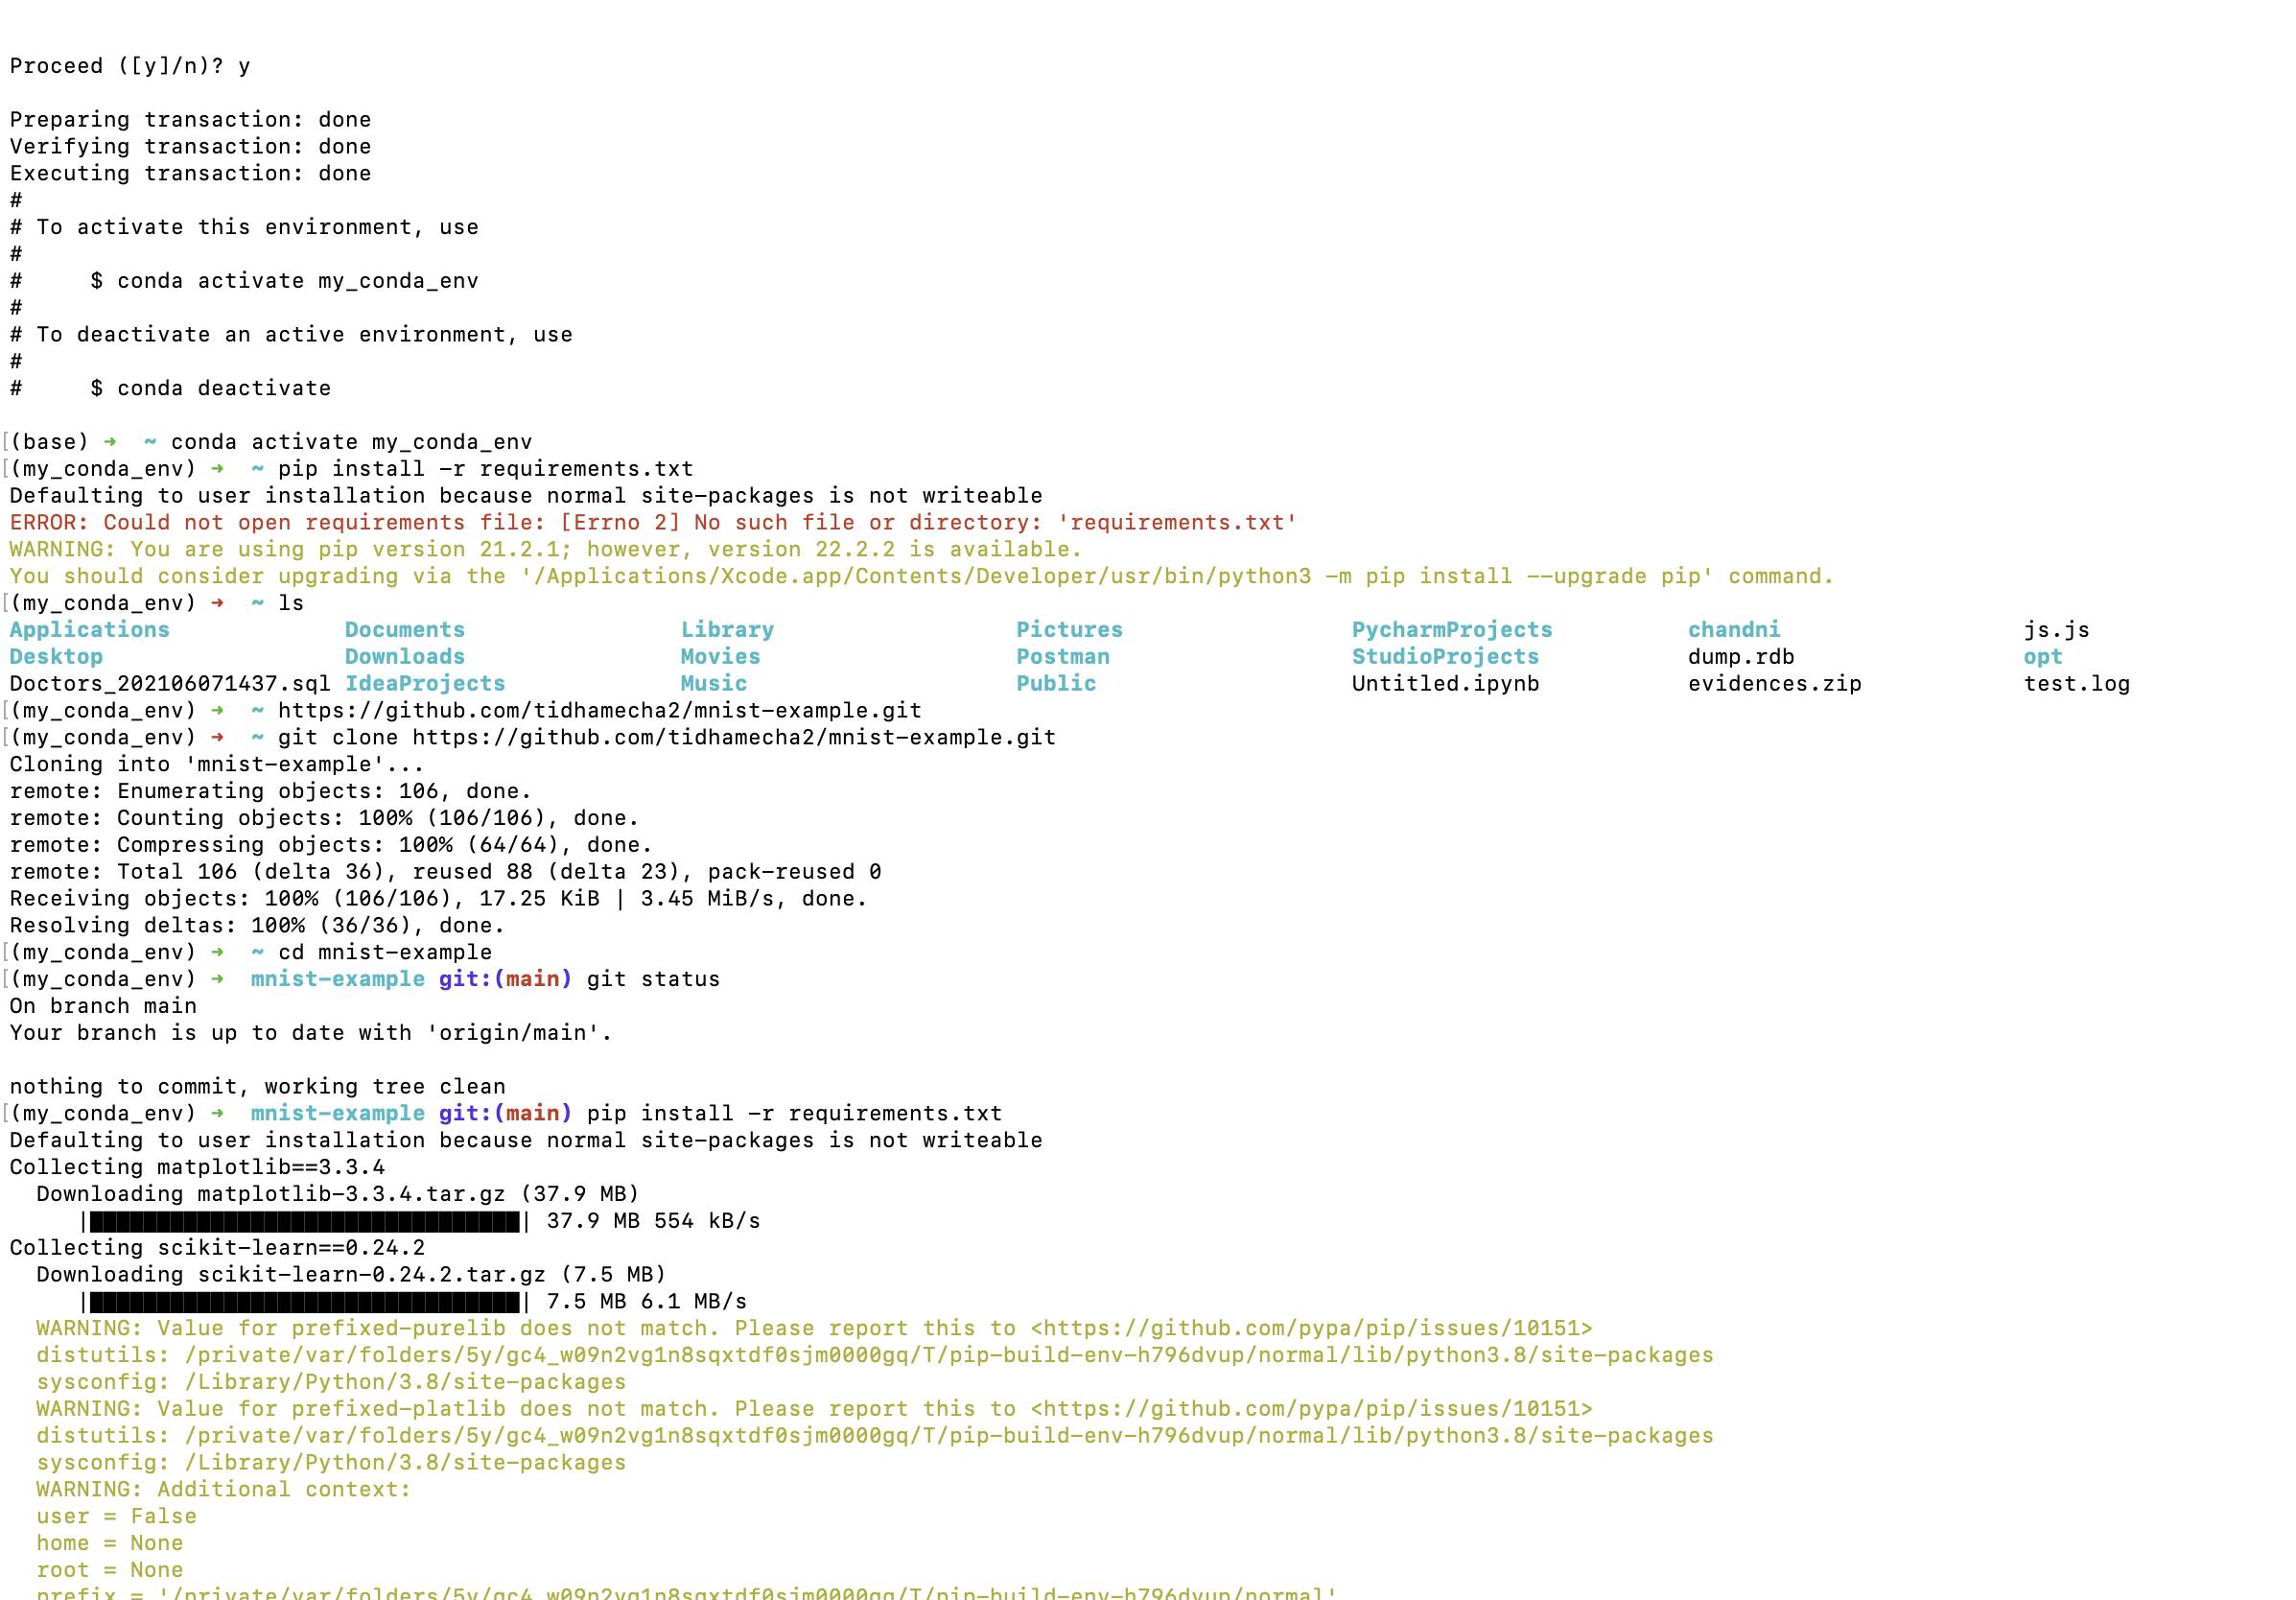 Proceed ([y]/n)? y
Preparing transaction: done
Verifying transaction: done
Executing transaction: done
#
# To activate this environment, use
#
#     $ conda activate my_conda_env
#
# To deactivate an active environment, use
#
#     $ conda deactivate
[(base) ➜  ~ conda activate my_conda_env
[(my_conda_env) ➜  ~ pip install -r requirements.txt
Defaulting to user installation because normal site-packages is not writeable
ERROR: Could not open requirements file: [Errno 2] No such file or directory: 'requirements.txt'
WARNING: You are using pip version 21.2.1; however, version 22.2.2 is available.
You should consider upgrading via the '/Applications/Xcode.app/Contents/Developer/usr/bin/python3 -m pip install --upgrade pip' command.
[(my_conda_env) ➜  ~ ls
Applications             Documents                Library                  Pictures                 PycharmProjects          chandni                  js.js
Desktop                  Downloads                Movies                   Postman                  StudioProjects           dump.rdb                 opt
Doctors_202106071437.sql IdeaProjects             Music                    Public                   Untitled.ipynb           evidences.zip            test.log
[(my_conda_env) ➜  ~ https://github.com/tidhamecha2/mnist-example.git
[(my_conda_env) ➜  ~ git clone https://github.com/tidhamecha2/mnist-example.git
Cloning into 'mnist-example'...
remote: Enumerating objects: 106, done.
remote: Counting objects: 100% (106/106), done.
remote: Compressing objects: 100% (64/64), done.
remote: Total 106 (delta 36), reused 88 (delta 23), pack-reused 0
Receiving objects: 100% (106/106), 17.25 KiB | 3.45 MiB/s, done.
Resolving deltas: 100% (36/36), done.
[(my_conda_env) ➜  ~ cd mnist-example
[(my_conda_env) ➜  mnist-example git:(main) git status
On branch main
Your branch is up to date with 'origin/main'.
nothing to commit, working tree clean
[(my_conda_env) ➜  mnist-example git:(main) pip install -r requirements.txt
Defaulting to user installation because normal site-packages is not writeable
Collecting matplotlib==3.3.4
  Downloading matplotlib-3.3.4.tar.gz (37.9 MB)
     |████████████████████████████████| 37.9 MB 554 kB/s
Collecting scikit-learn==0.24.2
  Downloading scikit-learn-0.24.2.tar.gz (7.5 MB)
     |████████████████████████████████| 7.5 MB 6.1 MB/s
  WARNING: Value for prefixed-purelib does not match. Please report this to <https://github.com/pypa/pip/issues/10151>
  distutils: /private/var/folders/5y/gc4_w09n2vg1n8sqxtdf0sjm0000gq/T/pip-build-env-h796dvup/normal/lib/python3.8/site-packages
  sysconfig: /Library/Python/3.8/site-packages
  WARNING: Value for prefixed-platlib does not match. Please report this to <https://github.com/pypa/pip/issues/10151>
  distutils: /private/var/folders/5y/gc4_w09n2vg1n8sqxtdf0sjm0000gq/T/pip-build-env-h796dvup/normal/lib/python3.8/site-packages
  sysconfig: /Library/Python/3.8/site-packages
  WARNING: Additional context:
  user = False
  home = None
  root = None
  prefix = '/private/var/folders/5y/gc4_w09n2vg1n8sqxtdf0sjm0000gq/T/pip-build-env-h796dvup/normal'